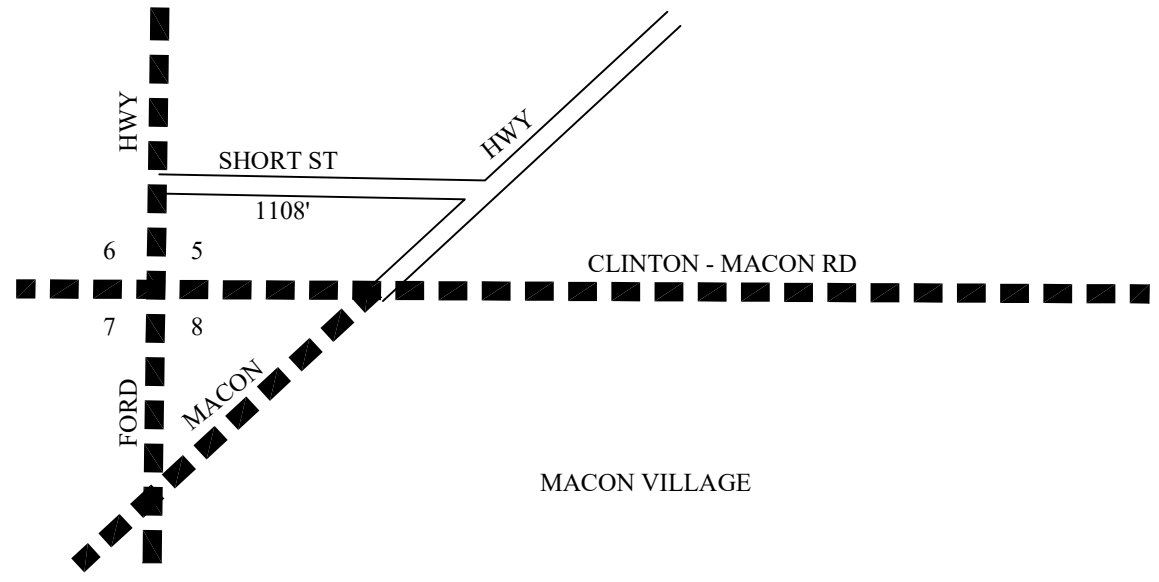 HWY
HWY
SHORT ST
1108'
6 5
CLINTON - MACON RD
7 8
MACON
FORD
MACON VILLAGE